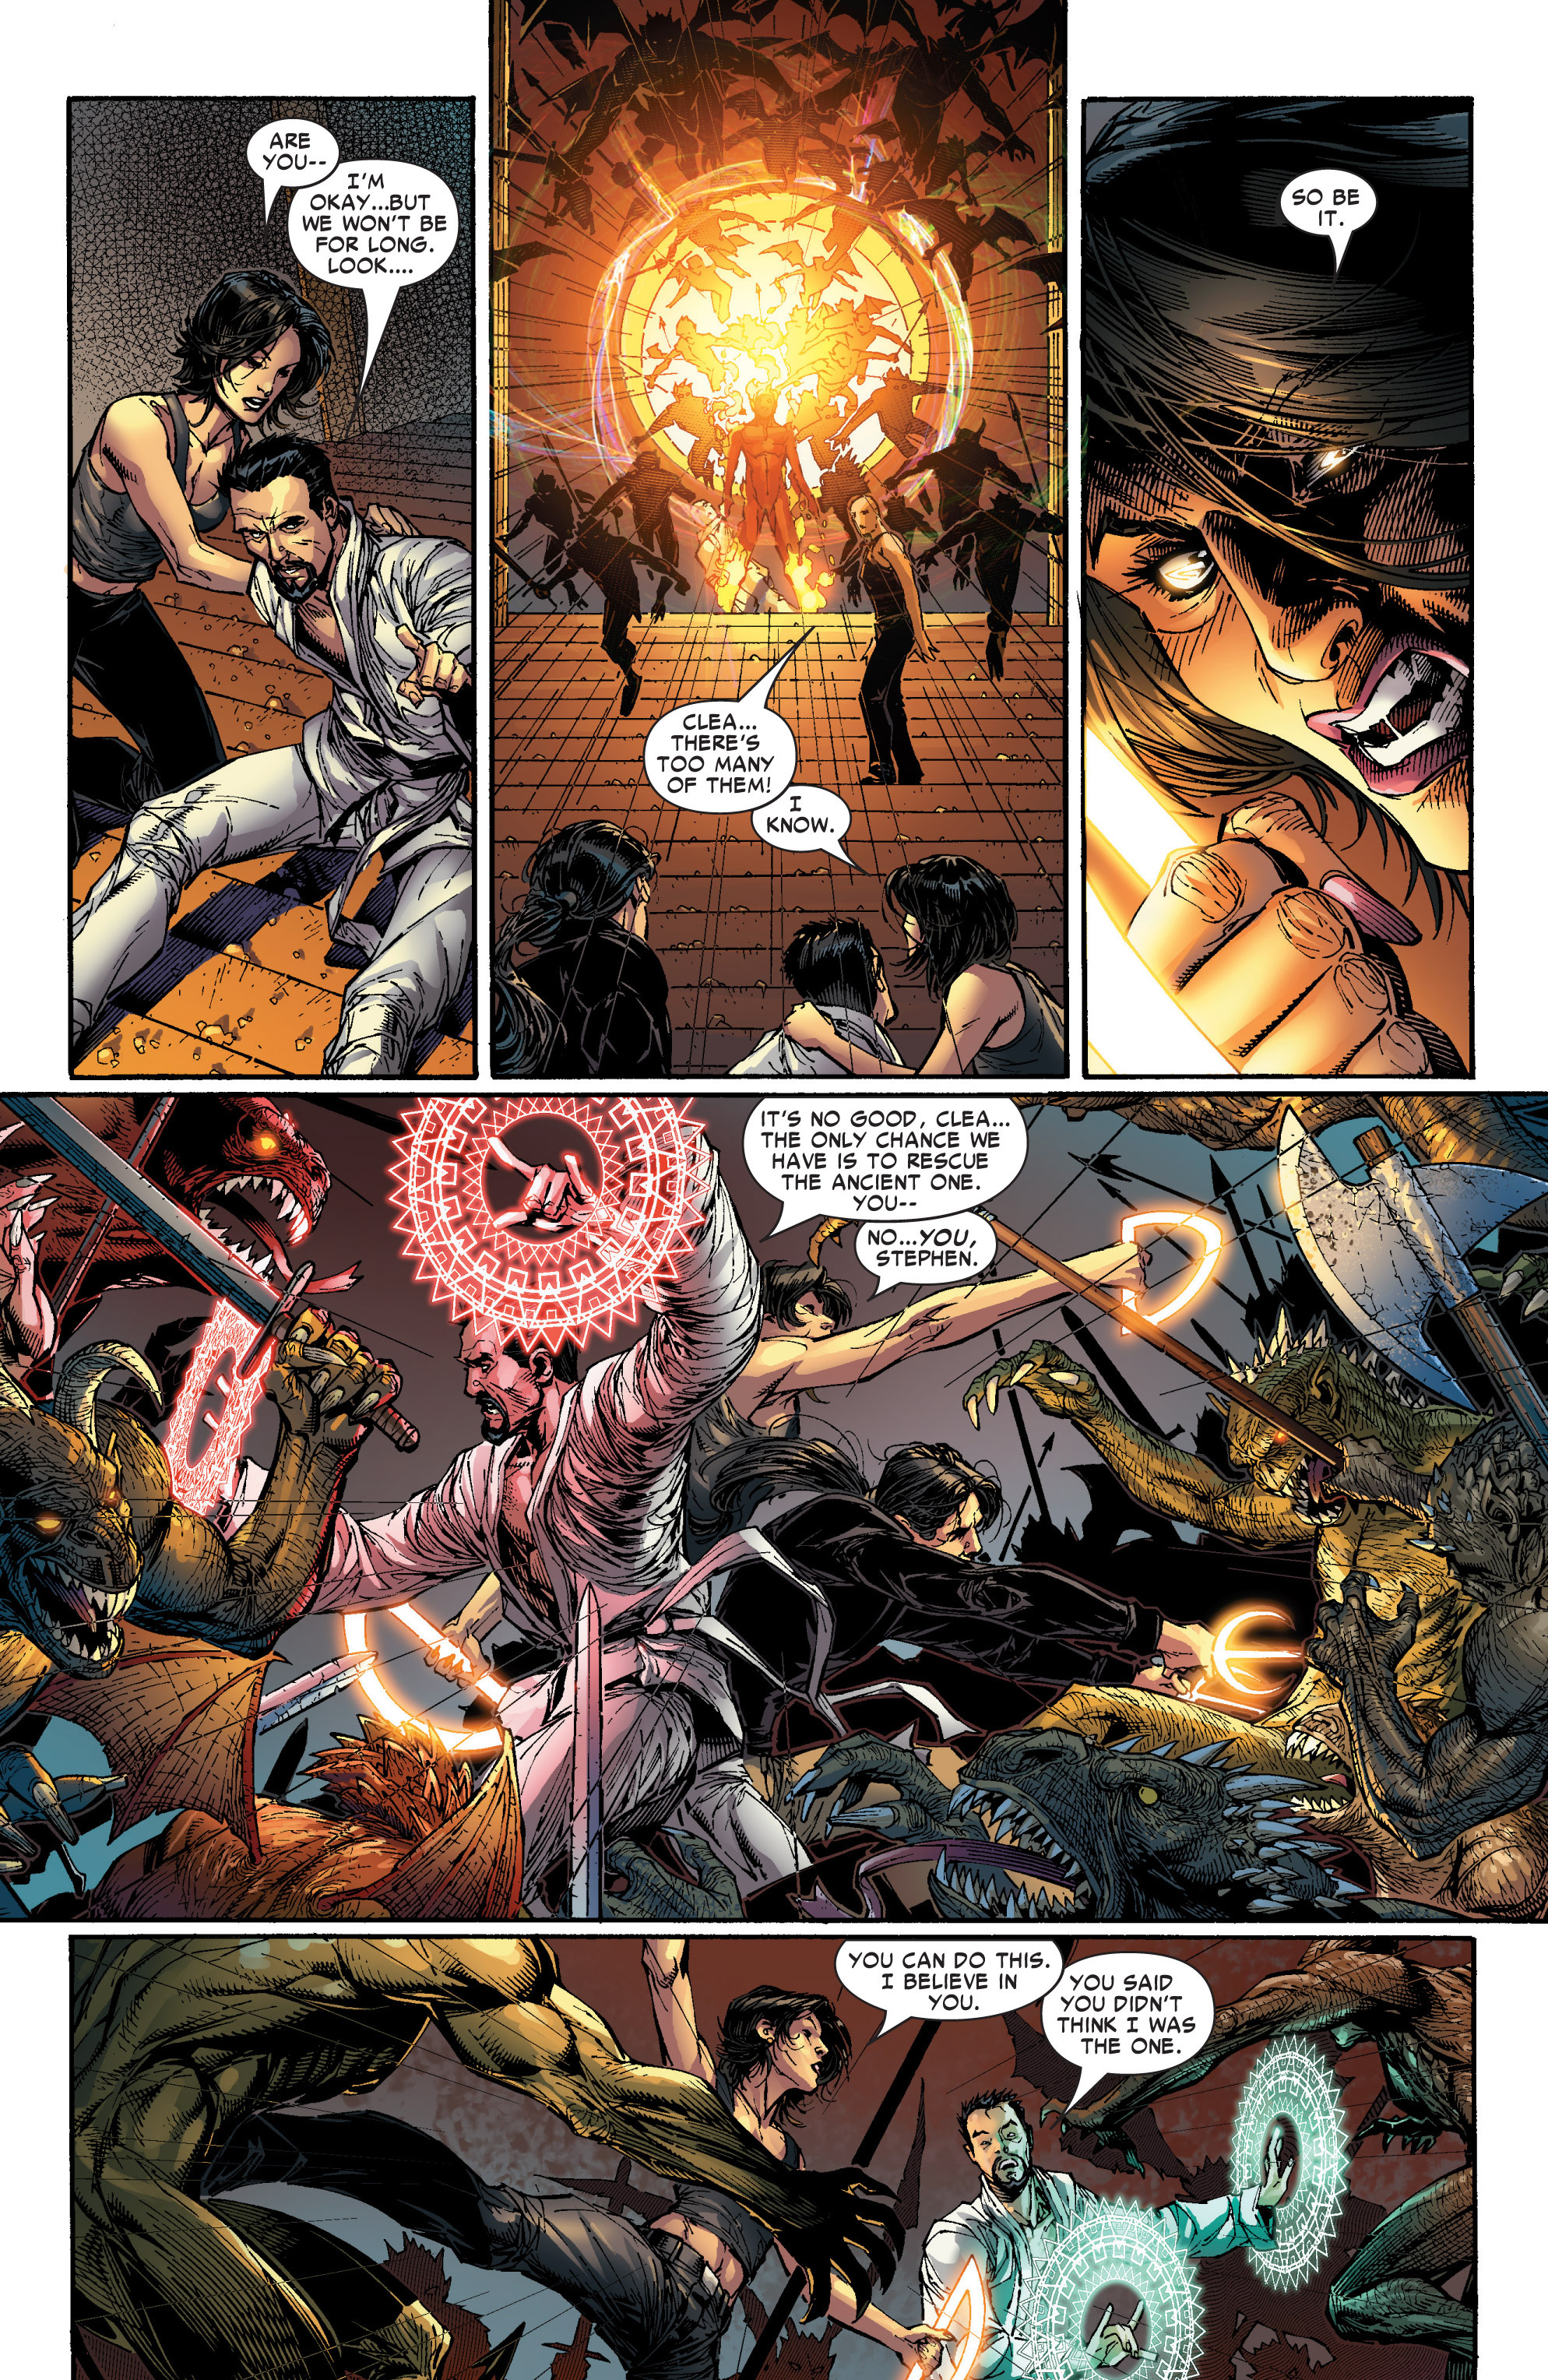 ARE
YOU--
I'M
OKAY...BUT
WE WON'T BE
FOR LONG.
LOOK....
CLEA...
THERE'S
TOO MANY
OF THEM!
I
KNOW.
SO BE
IT.
IT'S NO GOOD, CLEA...
THE ONLY CHANCE WE
HAVE IS TO RESCUE
THE ANCIENT ONE.
YOU--
NO...YOU,
STEPHEN.
YOU CAN DO THIS.
I BELIEVE IN
YOU.
YOU SAID
YOU DIDN'T
THINK I WAS
THE ONE.